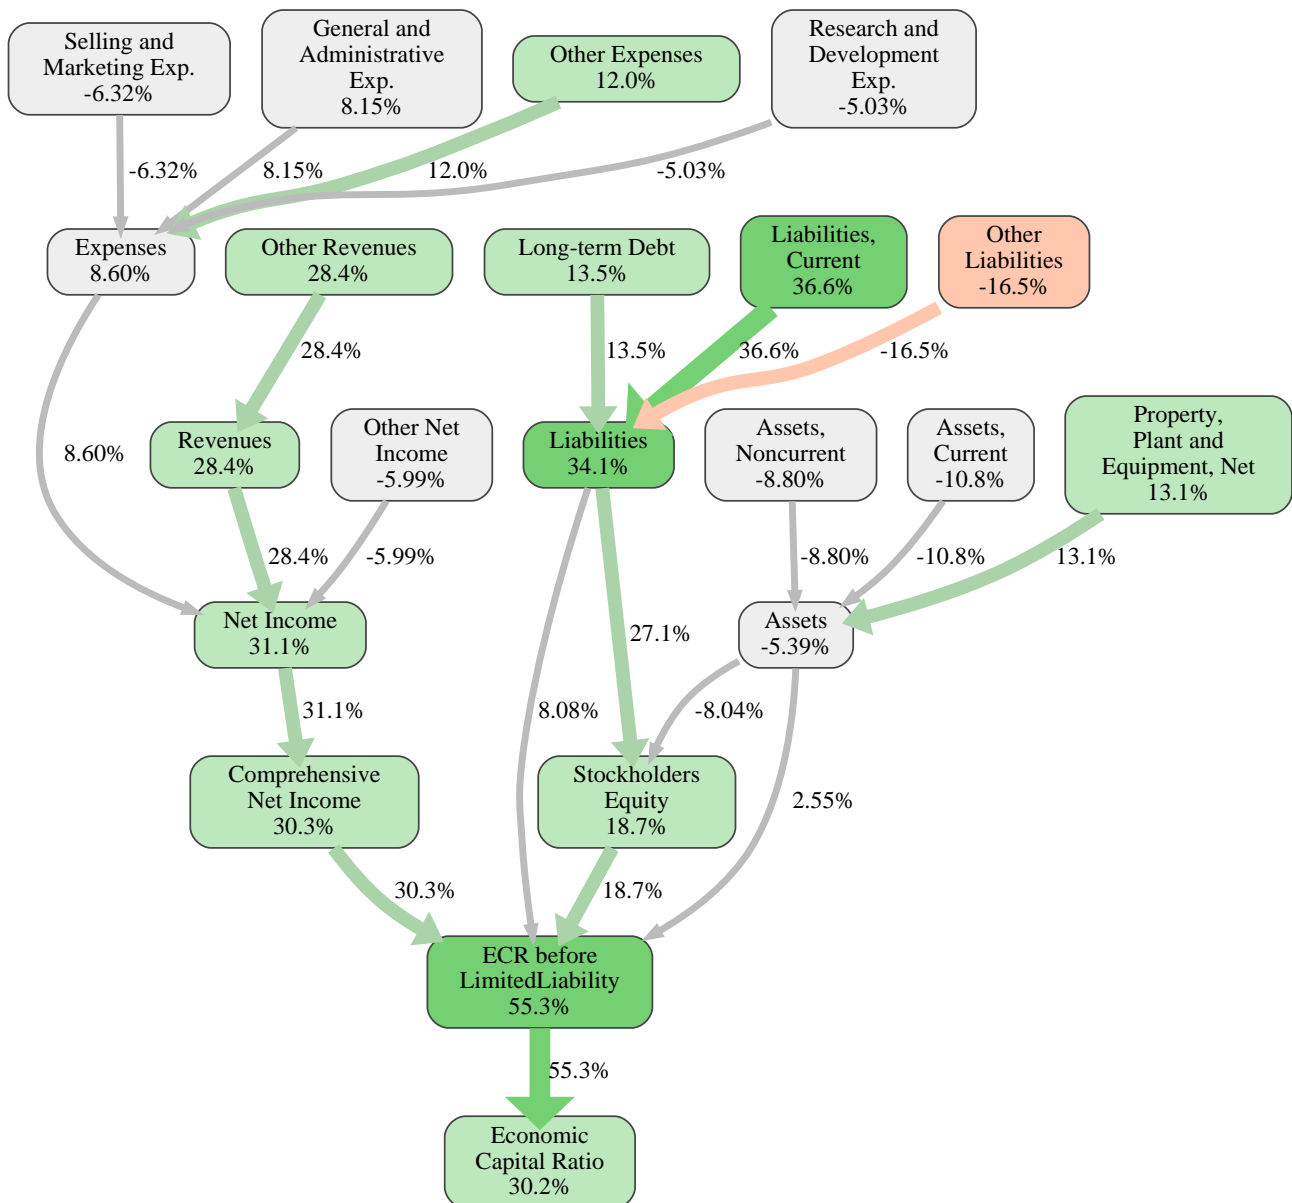 Selling and
Marketing Exp.
-6.32%
General and
Administrative
Exp.
8.15%
Other Expenses
12.0%
Research and
Development
Exp.
-5.03%
-6.32%
8.15%
12.0%
-5.03%
Expenses
8.60%
Other Revenues
28.4%
Long-term Debt
13.5%
Liabilities,
Current
36.6%
Other
Liabilities
-16.5%
28.4%
13.5%
36.6%
-16.5%
8.60%
Revenues
28.4%
Other Net
Income
-5.99%
Liabilities
34.1%
Assets,
Noncurrent
-8.80%
Assets,
Current
-10.8%
Property,
Plant and
Equipment, Net
13.1%
28.4%
-5.99%
-8.80%
-10.8%
13.1%
Net Income
31.1%
27.1%
Assets
-5.39%
31.1%
8.08%
-8.04%
Comprehensive
Net Income
30.3%
Stockholders
Equity
18.7%
2.55%
30.3%
18.7%
ECR before
LimitedLiability
55.3%
55.3%
Economic
Capital Ratio
30.2%